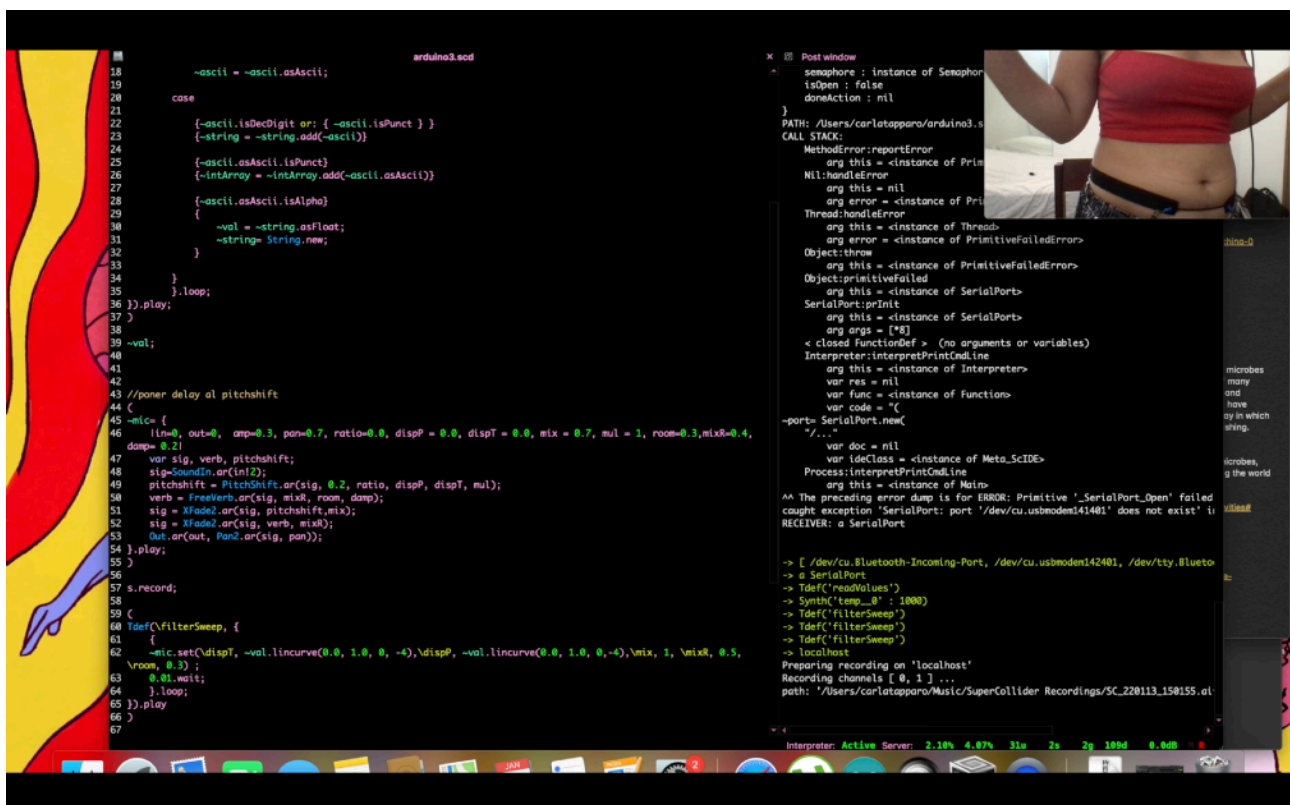 arduino3.scd
18 ~ascii = ~ascii.asAscii;
19
20 case
21
22 {~ascii.isDecDigit or: { ~ascii.isPunct } }
23 {~string = ~string.add(~ascii)}
24
25 {~ascii.asAscii.isPunct}
26 {~intArray = ~intArray.add(~ascii.asAscii)}
27
28 {~ascii.asAscii.isAlpha}
29 {
30 ~val = ~string.asFloat;
31 ~string= String.new;
32 }
33
34 }
35 }.loop;
36 }).play;
37 )
38
39 ~val;
40
41
42
43 //poner delay al pitchshift
44 (
45 ~mic= {
46 |in=0, out=0, amp=0.3, pan=0.7, ratio=0.0, dispP = 0.0, dispT = 0.0, mix = 0.7, mul = 1, room=0.3,mixR=0.4,
damp= 0.2|
47 var sig, verb, pitchshift;
48 sig=SoundIn.ar(in!2);
49 pitchshift = PitchShift.ar(sig, 0.2, ratio, dispP, dispT, mul);
50 verb = FreeVerb.ar(sig, mixR, room, damp);
51 sig = XFade2.ar(sig, pitchshift,mix);
52 sig = XFade2.ar(sig, verb, mixR);
53 Out.ar(out, Pan2.ar(sig, pan));
54 }.play;
55 )
56
57 s.record;
58
59 (
60 Tdef(\filterSweep, {
61 {
62 ~mic.set(\dispT, ~val.lincurve(0.0, 1.0, 0, -4),\dispP, ~val.lincurve(0.0, 1.0, 0,-4),\mix, 1, \mixR, 0.5,
\room, 0.3) ;
63 0.01.wait;
64 }.loop;
65 }).play
66 )
67
Post window
semaphore : instance of Semaphor
isOpen : false
doneAction : nil
}
PATH: /Users/carlatapparo/arduino3.s
CALL STACK:
MethodError:reportError
arg this = <instance of Prim
Nil:handleError
arg this = nil
arg error = <instance of Pri
Thread:handleError
arg this = <instance of Thread>
arg error = <instance of PrimitiveFailedError>
Object:throw
arg this = <instance of PrimitiveFailedError>
Object:primitiveFailed
arg this = <instance of SerialPort>
SerialPort:prInit
arg this = <instance of SerialPort>
arg args = [*8]
< closed FunctionDef > (no arguments or variables)
Interpreter:interpretPrintCmdLine
arg this = <instance of Interpreter>
var res = nil
var func = <instance of Function>
var code = "(
~port= SerialPort.new(
"/..."
var doc = nil
var ideClass = <instance of Meta_ScIDE>
Process:interpretPrintCmdLine
arg this = <instance of Main>
^^ The preceding error dump is for ERROR: Primitive '_SerialPort_Open' failed
caught exception 'SerialPort: port '/dev/cu.usbmodem141401' does not exist' i
RECEIVER: a SerialPort
-> [ /dev/cu.Bluetooth-Incoming-Port, /dev/cu.usbmodem142401, /dev/tty.Blueto
-> a SerialPort
-> Tdef('readValues')
-> Synth('temp__0' : 1000)
-> Tdef('filterSweep')
-> Tdef('filterSweep')
-> Tdef('filterSweep')
-> localhost
Preparing recording on 'localhost'
Recording channels [ 0, 1 ] ...
path: '/Users/carlatapparo/Music/SuperCollider Recordings/SC_220113_150155.ai
Interpreter: Active Server: 2.10% 4.07% 31u 2s 2g 109d 0.0dB
china-0
microbes
many
and
have
ay in which
shing.
icrobes,
g the world
vities#
JAN
2